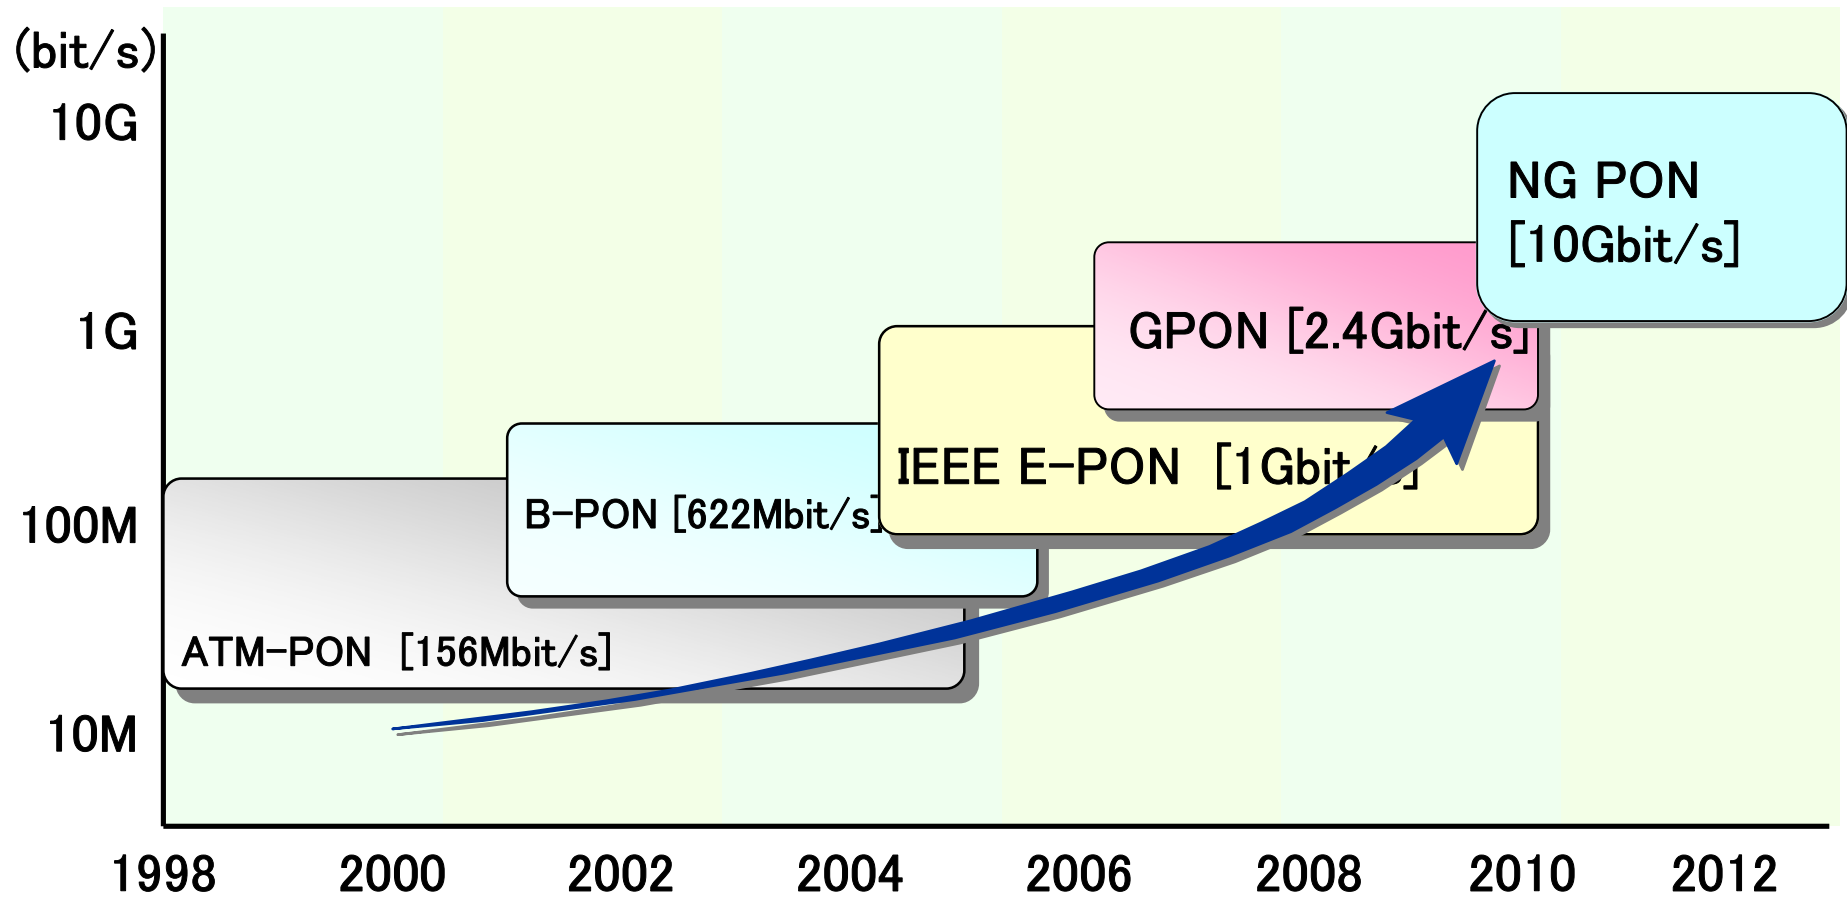 (bit/s)
10G
NG PON
[10Gbit/s]
1G
GPON [2.4Gbit/s]
IEEE E-PON [1Gbit/s]
100M
B-PON [622Mbit/s]
ATM-PON [156Mbit/s]
10M
1998 2000 2002 2004 2006 2008 2010 2012